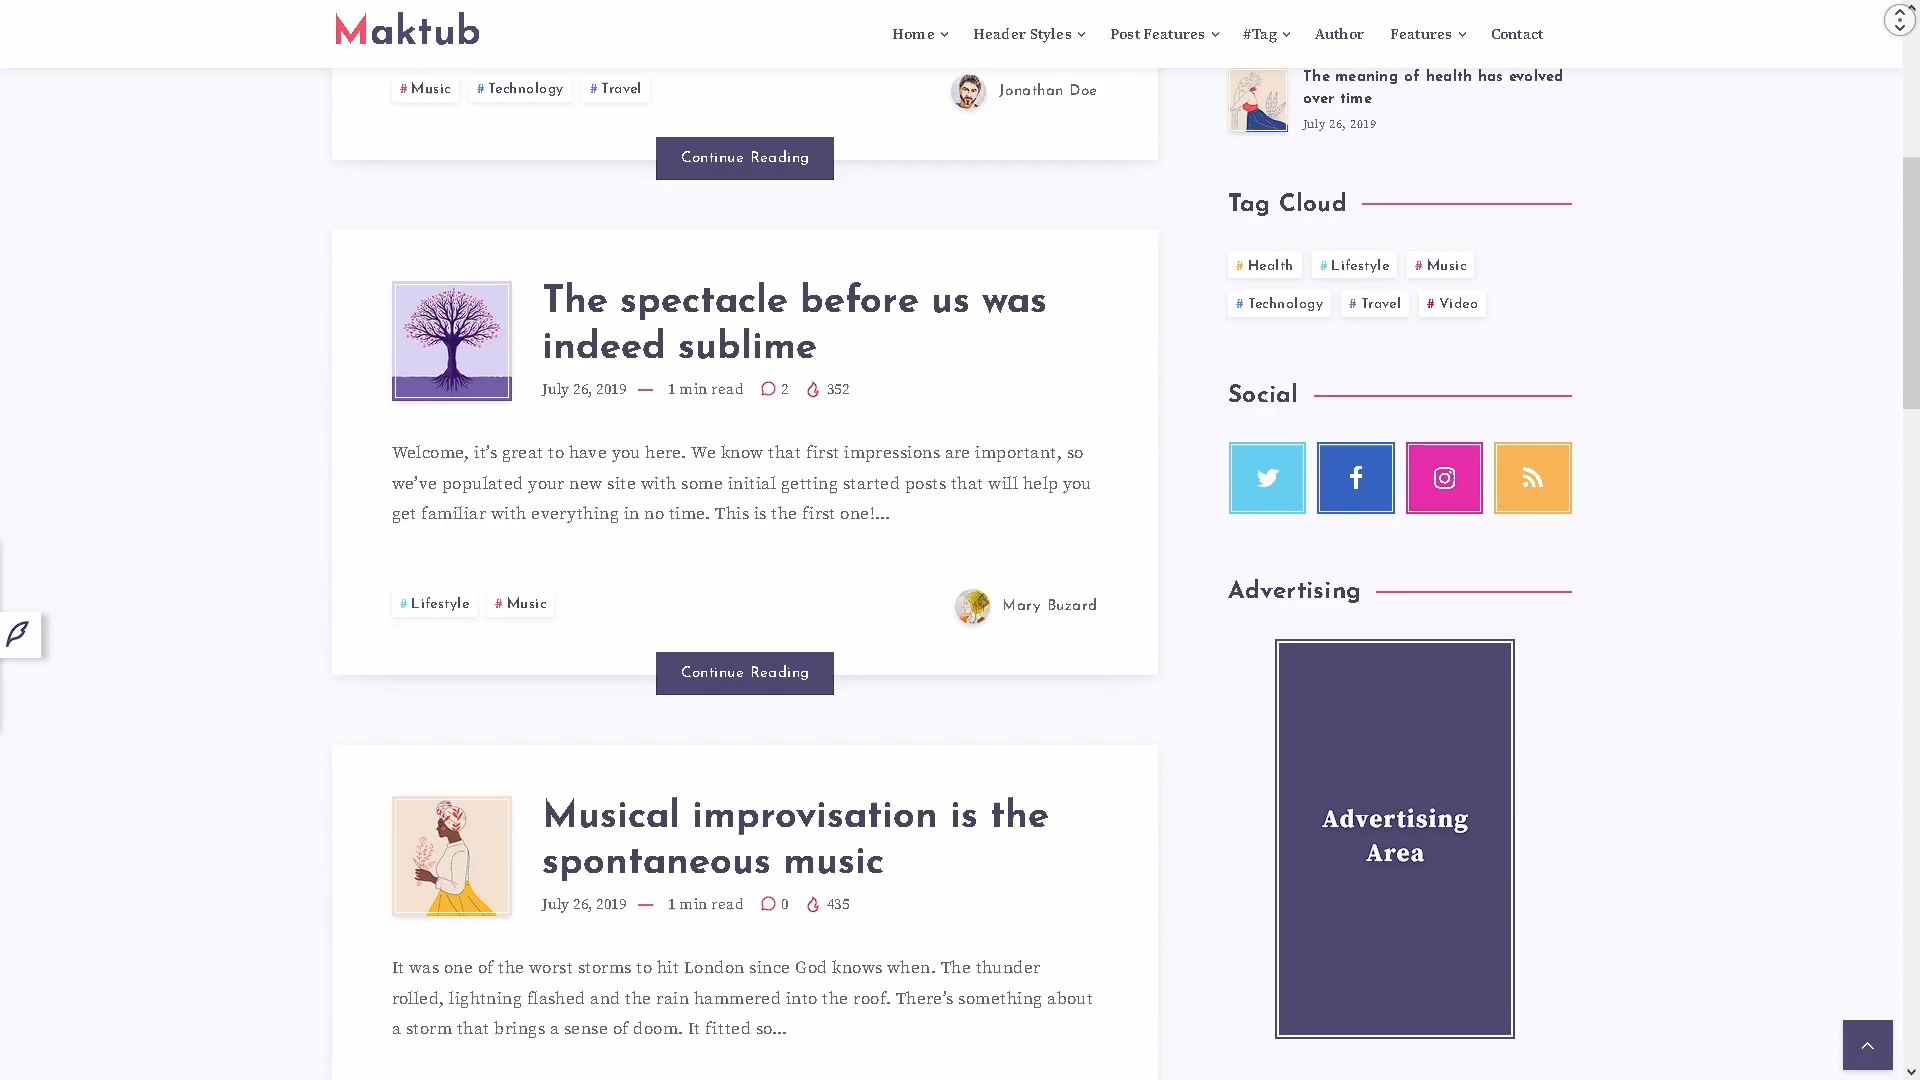 Maktub
Home
Header Styles
Post Features
#Tag
Author
Features
Contact
# Music
# Technology
# Travel
Jonathan Doe
Continue Reading
The spectacle before us was
indeed sublime
July 26, 2019 — 1 min read 2 352
Welcome, it’s great to have you here. We know that first impressions are important, so
we’ve populated your new site with some initial getting started posts that will help you
get familiar with everything in no time. This is the first one!...
# Lifestyle
# Music
Mary Buzard
Continue Reading
Musical improvisation is the
spontaneous music
July 26, 2019 — 1 min read 0 435
It was one of the worst storms to hit London since God knows when. The thunder
rolled, lightning flashed and the rain hammered into the roof. There’s something about
a storm that brings a sense of doom. It fitted so...
The meaning of health has evolved
over time
July 26, 2019
Tag Cloud
# Health
# Lifestyle
# Music
# Technology
# Travel
# Video
Social
Advertising
Advertising
Area